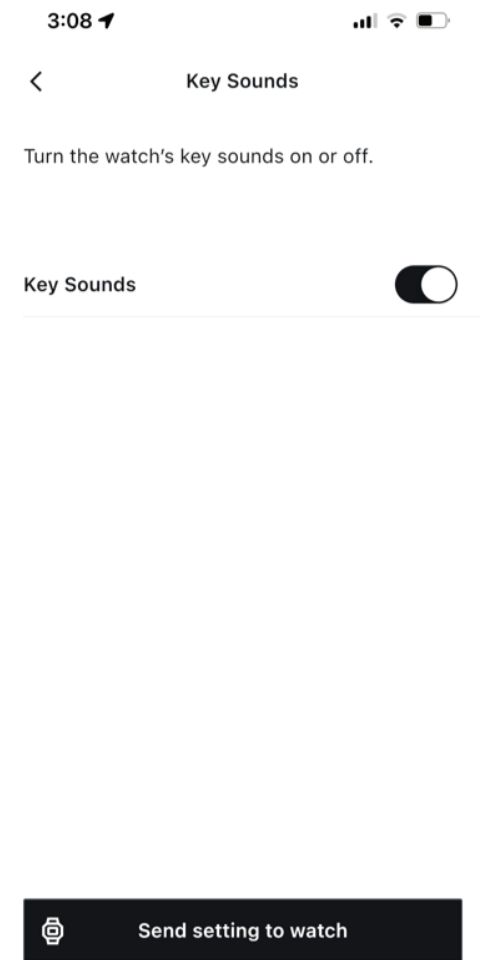 3:08
Key Sounds
Turn the watch's key sounds on or off.
Key Sounds
Send setting to watch